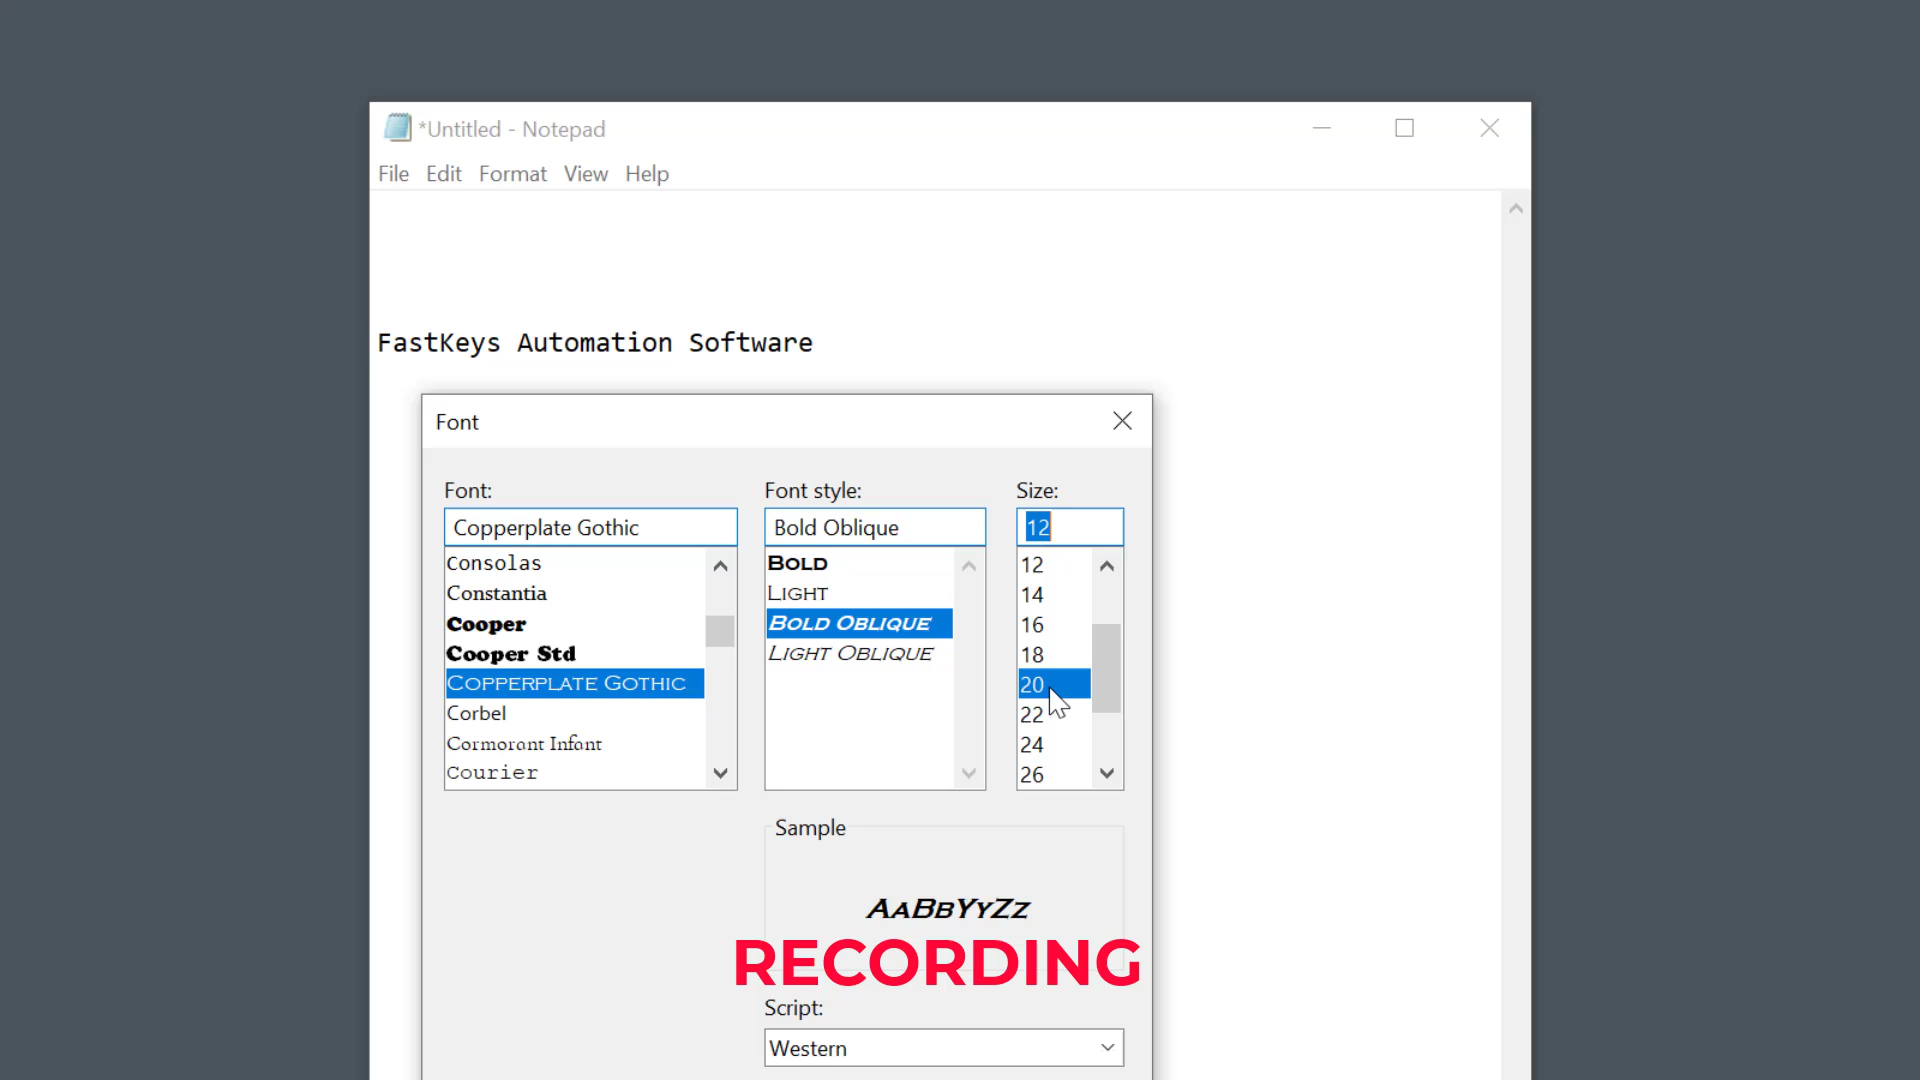 *Untitled - Notepad
File Edit Format View Help
FastKeys Automation Software
Font
Font: Font style: Size:
Copperplate Gothic Bold Oblique 12
Consolas BOLD 12
Constantia LIGHT 14
Cooper BOLD OBLIQUE 16
Cooper Std LIGHT OBLIQUE 18
COPPERPLATE GOTHIC 20
Corbel 22
Cormorant Infant 24
Courier 26
Sample
AABBYYZZ
RECORDING
Script:
Western